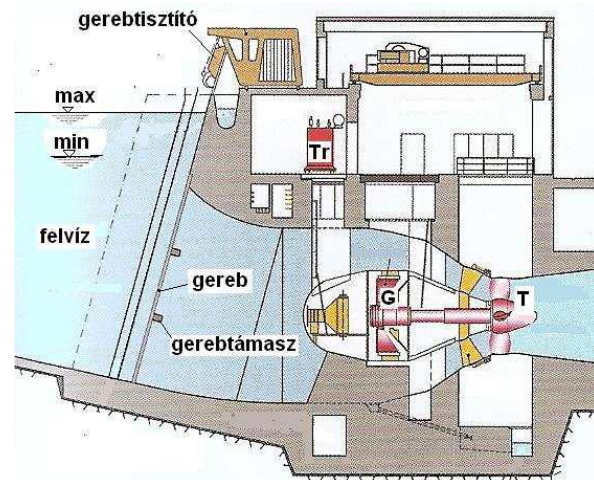 gerebtisztító
max
min
Tr
felvíz
gereb
G
T
gerebtámasz